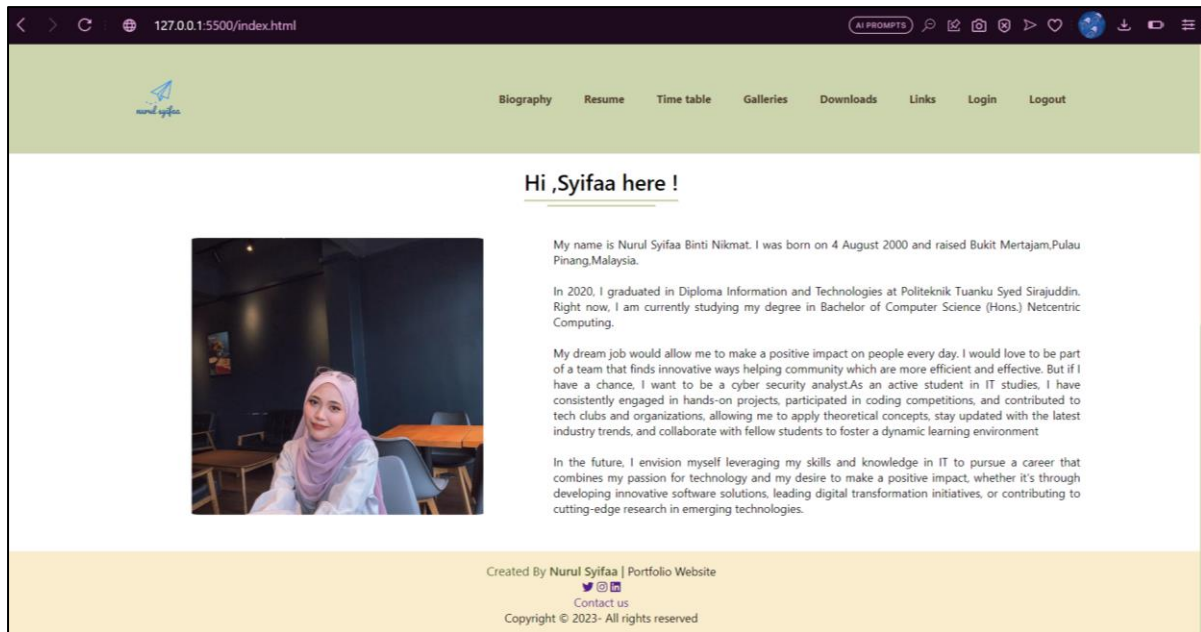 127.0.0.1:5500/index.html
AI PROMPTS
nurul syifaa
Biography Resume Time table Galleries Downloads Links Login Logout
Hi ,Syifaa here !
My name is Nurul Syifaa Binti Nikmat. I was born on 4 August 2000 and raised Bukit Mertajam,Pulau
Pinang,Malaysia.
In 2020, I graduated in Diploma Information and Technologies at Politeknik Tuanku Syed Sirajuddin.
Right now, I am currently studying my degree in Bachelor of Computer Science (Hons.) Netcentric
Computing.
My dream job would allow me to make a positive impact on people every day. I would love to be part
of a team that finds innovative ways helping community which are more efficient and effective. But if I
have a chance, I want to be a cyber security analyst.As an active student in IT studies, I have
consistently engaged in hands-on projects, participated in coding competitions, and contributed to
tech clubs and organizations, allowing me to apply theoretical concepts, stay updated with the latest
industry trends, and collaborate with fellow students to foster a dynamic learning environment
In the future, I envision myself leveraging my skills and knowledge in IT to pursue a career that
combines my passion for technology and my desire to make a positive impact, whether it's through
developing innovative software solutions, leading digital transformation initiatives, or contributing to
cutting-edge research in emerging technologies.
Created By Nurul Syifaa | Portfolio Website
Contact us
Copyright © 2023- All rights reserved